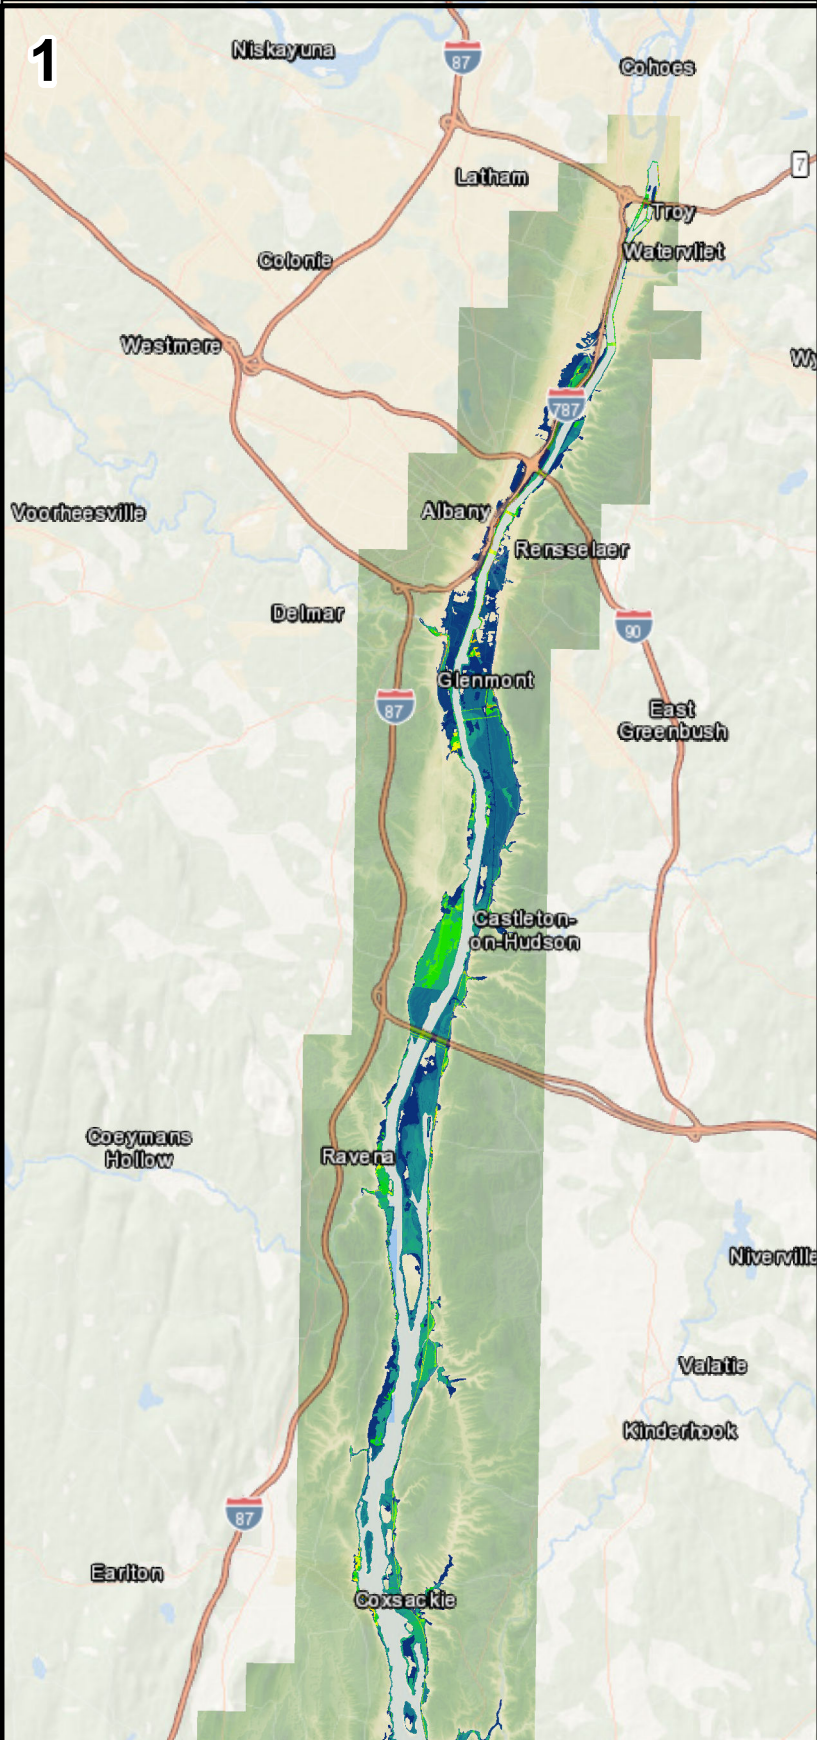 1
Niskayuna
87
Cohoes
7
Latham
Troy
Watervliet
Colonie
Westmere
Wy
787
Voorheesville
Albany
Rensselaer
Delmar
90
Glenmont
87
East
Greenbush
Castleton-
on-Hudson
Coeymans
Hollow
Ravena
Niverville
Valatie
Kinderhook
87
Earlton
Coxsackie